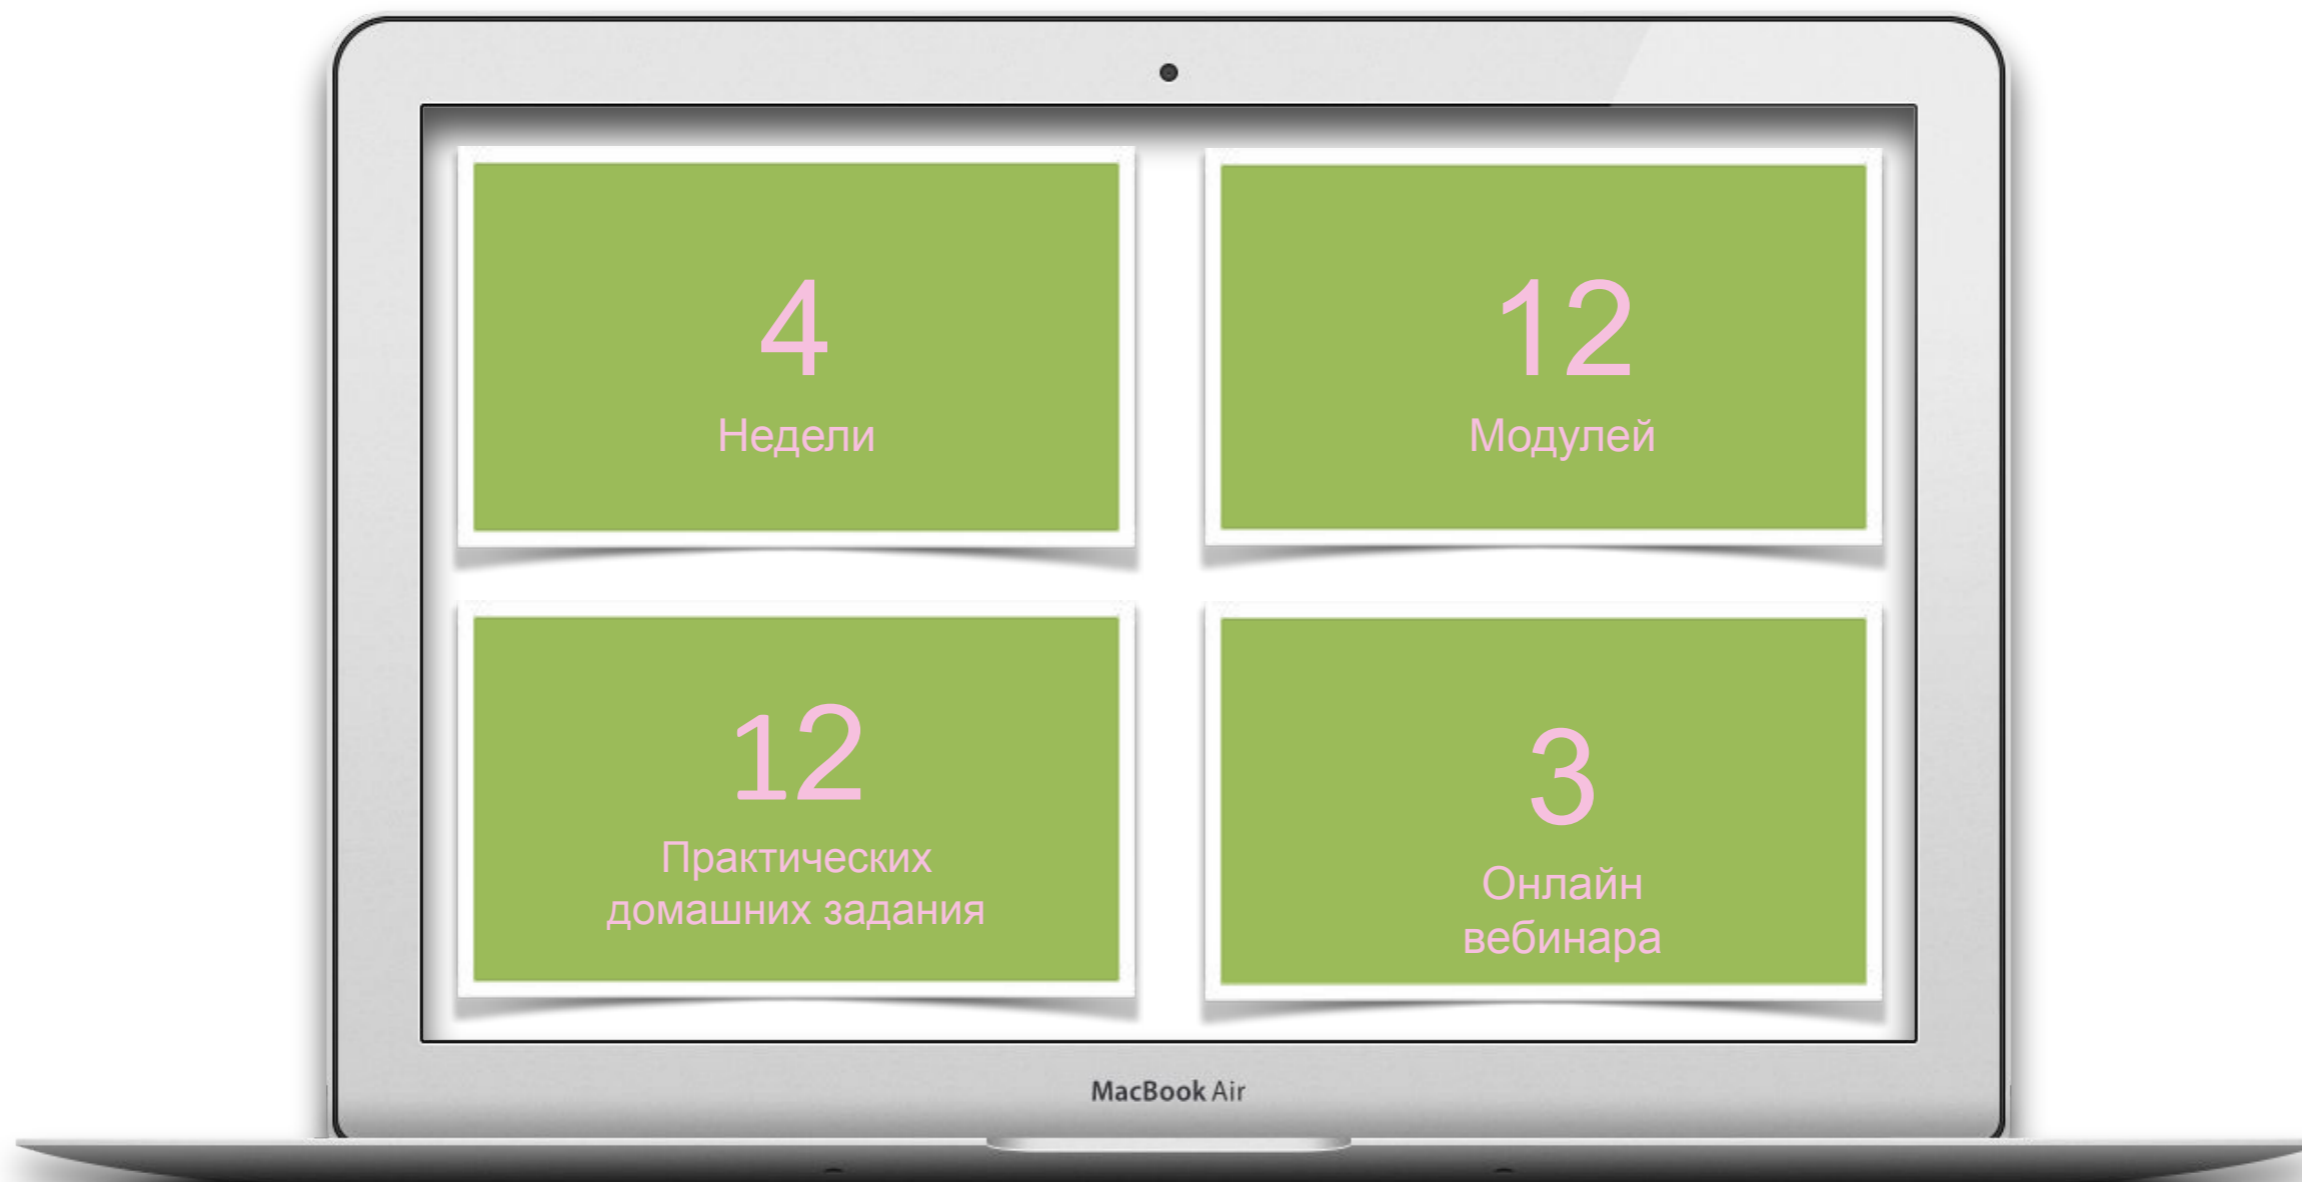 4
Недели
12
Модулей
12
Практических
домашних задания
3
Онлайн
вебинара
MacBook Air